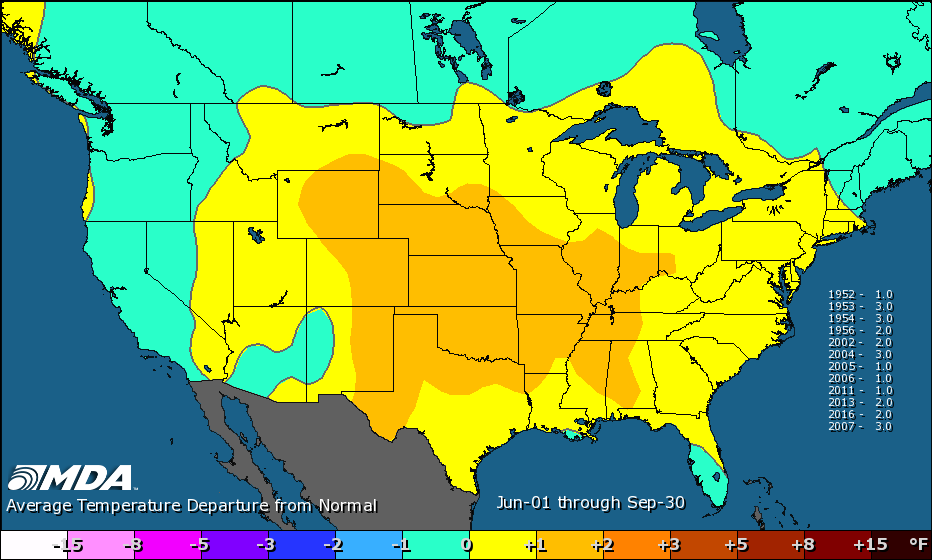 1952 - 1.0
1953 - 3.0
1954 - 3.0
1956 - 2.0
2002 - 2.0
2004 - 3.0
2005 - 1.0
2006 - 1.0
2011 - 1.0
2013 - 2.0
2016 - 2.0
2007 - 3.0
MDA
Average Temperature Departure from Normal
Jun-01 through Sep-30
-15 -8 -5 -3 -2 -1 0 +1 +2 +3 +5 +8 +15 °F